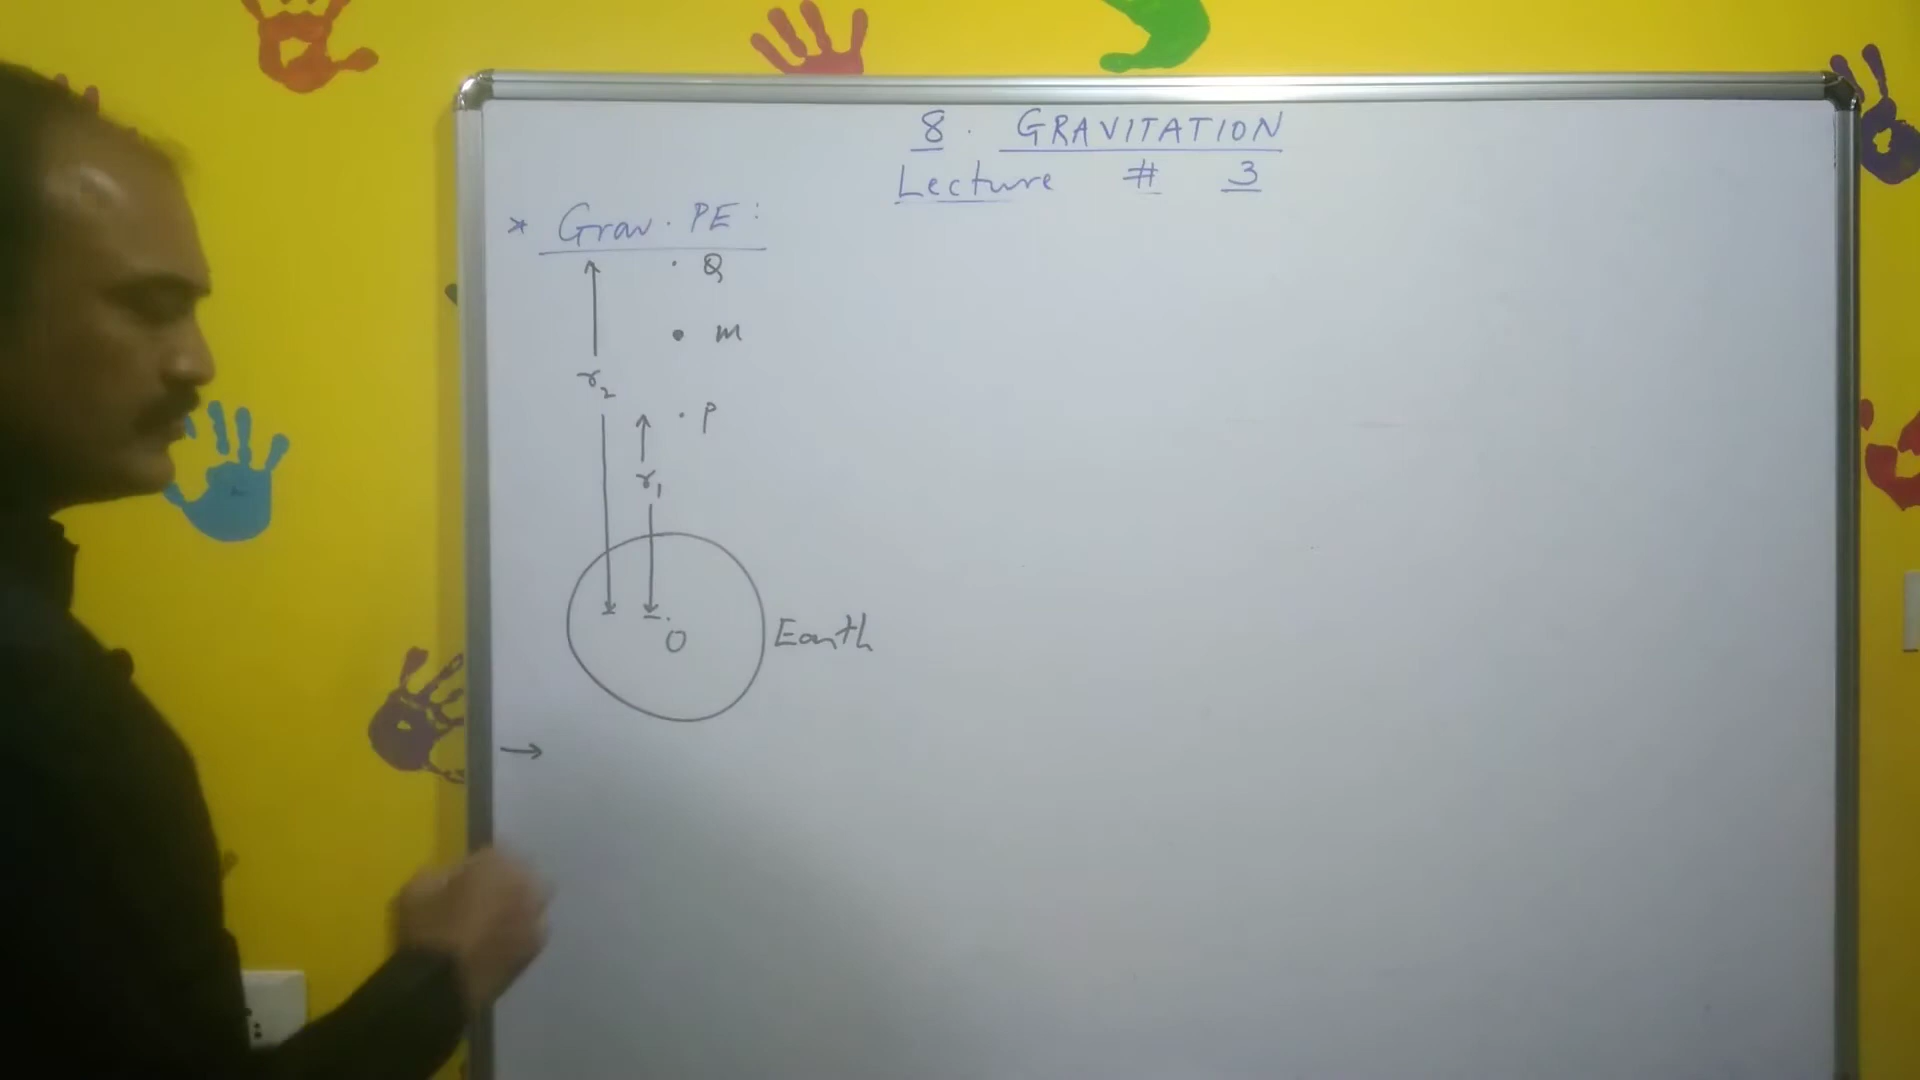 8. GRAVITATION
Lecture # 3
* Grav. PE:
Q
m
r₂
P
r₁
O
Earth
→